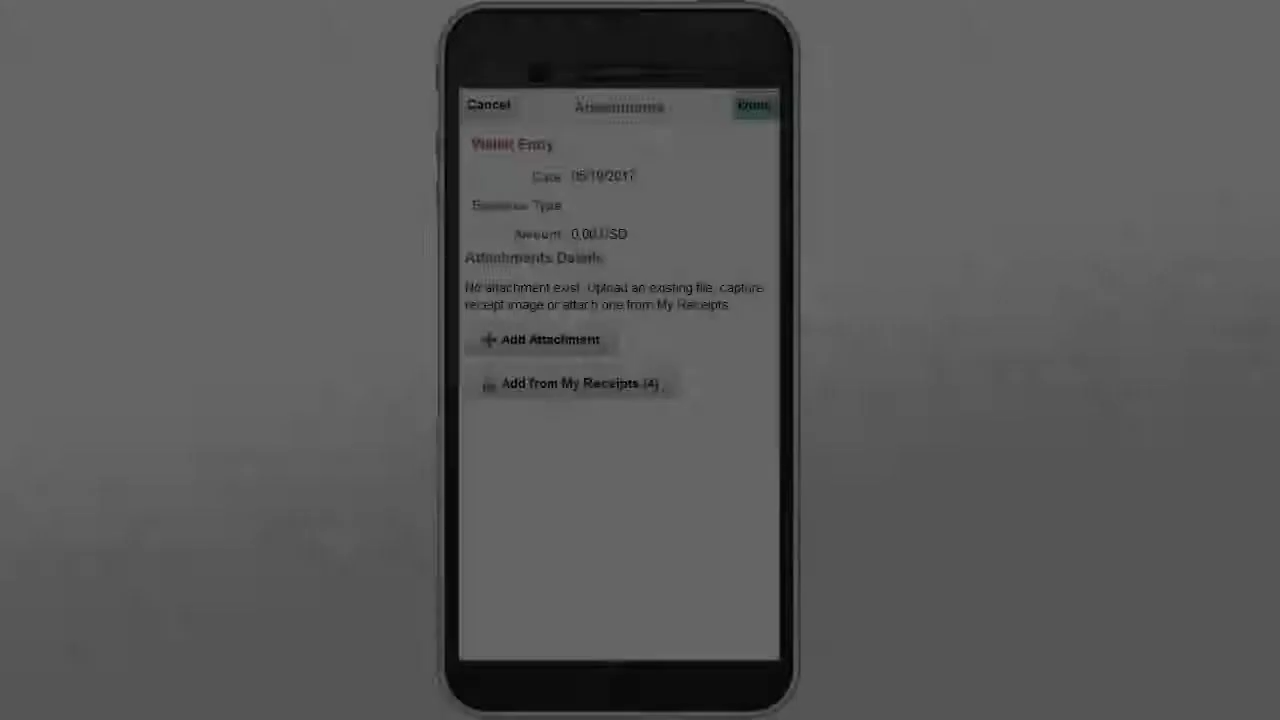 Cancel Attachments Done
Wallet Entry
Date 05/19/2017
Expense Type
Amount 0.00 USD
Attachments Details
No attachment exist. Upload an existing file, capture
receipt image or attach one from My Receipts.
Add Attachment
Add from My Receipts (4)